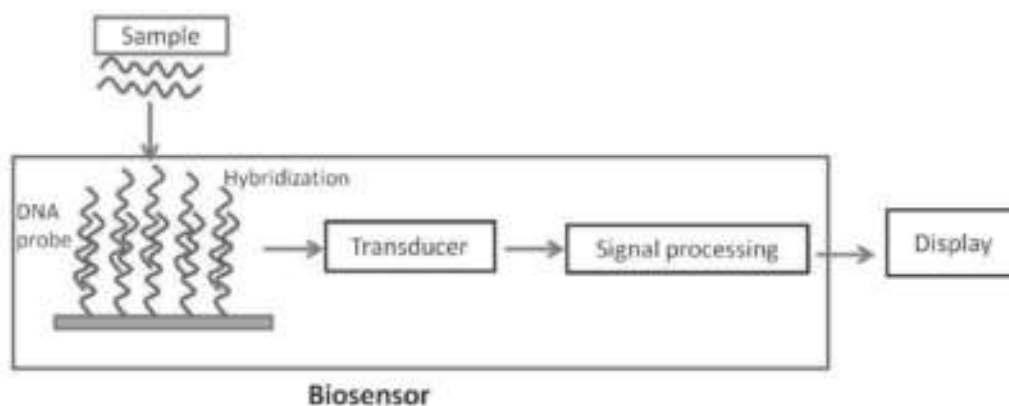 Sample
Hybridization
DNA
probe
Transducer
Signal processing
Display
Biosensor